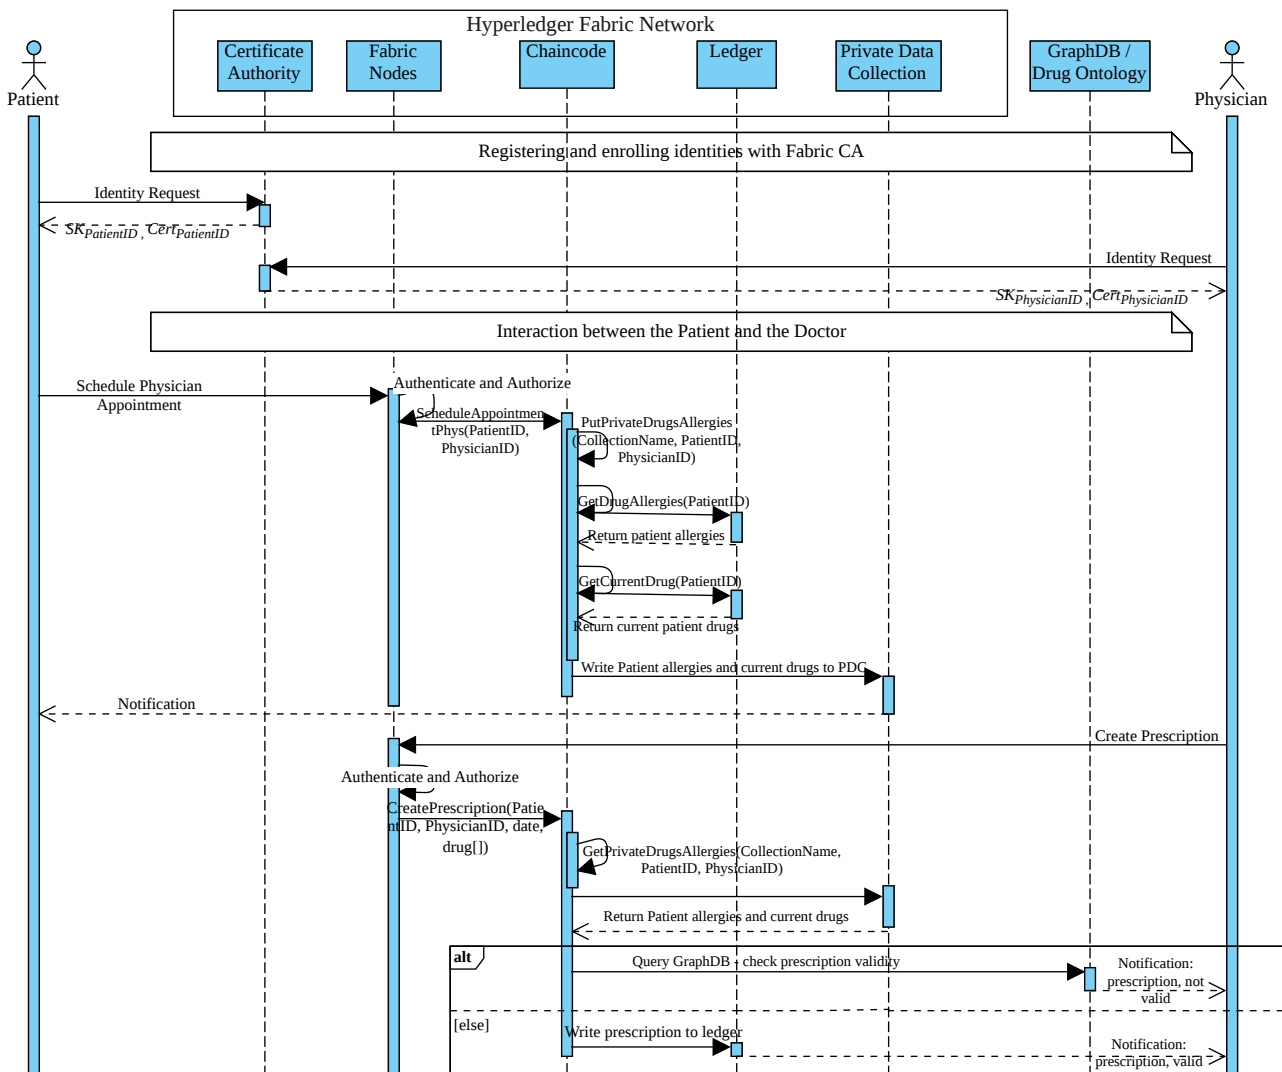 Hyperledger Fabric Network
Patient
Certificate
Authority
Fabric
Nodes
Chaincode
Ledger
Private Data
Collection
GraphDB /
Drug Ontology
Physician
Registering and enrolling identities with Fabric CA
Identity Request
SK_PatientID , Cert_PatientID
Identity Request
SK_PhysicianID , Cert_PhysicianID
Interaction between the Patient and the Doctor
Schedule Physician
Appointment
Authenticate and Authorize
ScheduleAppointmen
tPhys(PatientID,
PhysicianID)
PutPrivateDrugsAllergies
(CollectionName, PatientID,
PhysicianID)
GetDrugAllergies(PatientID)
Return patient allergies
GetCurrentDrug(PatientID)
Return current patient drugs
Write Patient allergies and current drugs to PDC
Notification
Create Prescription
Authenticate and Authorize
CreatePrescription(Patie
ntID, PhysicianID, date,
drug[])
GetPrivateDrugsAllergies(CollectionName,
PatientID, PhysicianID)
Return Patient allergies and current drugs
alt
Query GraphDB - check prescription validity
Notification:
prescription, not
valid
[else]
Write prescription to ledger
Notification:
prescription, valid